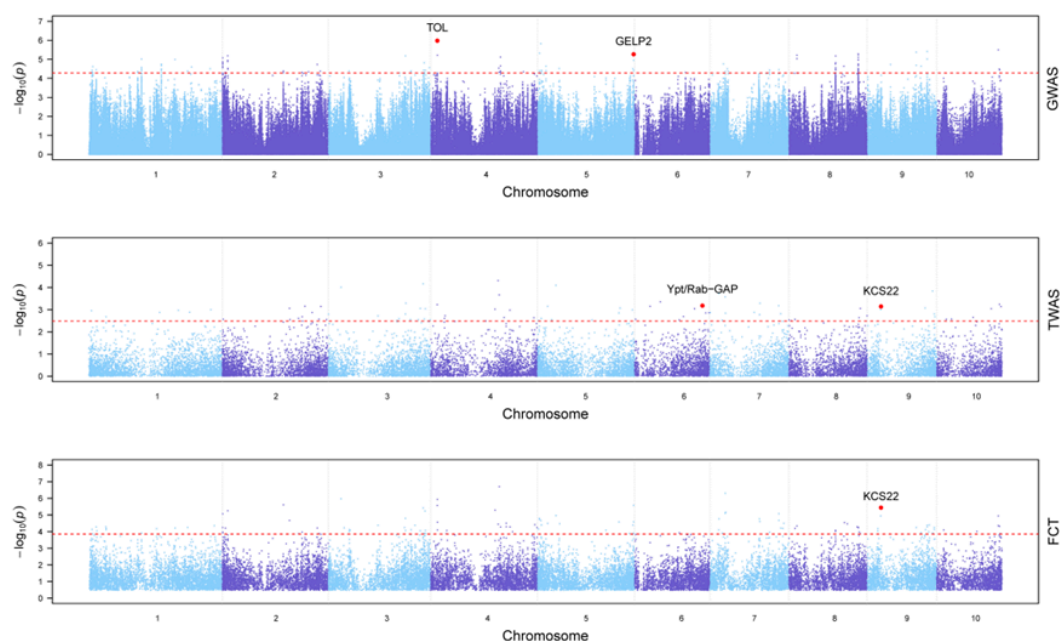 7
6
5
4
3
2
1
0
−log₁₀(p)
TOL
GELP2
GWAS
1 2 3 4 5 6 7 8 9 10
Chromosome
6
5
4
3
2
1
0
−log₁₀(p)
Ypt/Rab−GAP
KCS22
TWAS
1 2 3 4 5 6 7 8 9 10
Chromosome
8
7
6
5
4
3
2
1
0
−log₁₀(p)
KCS22
FCT
1 2 3 4 5 6 7 8 9 10
Chromosome